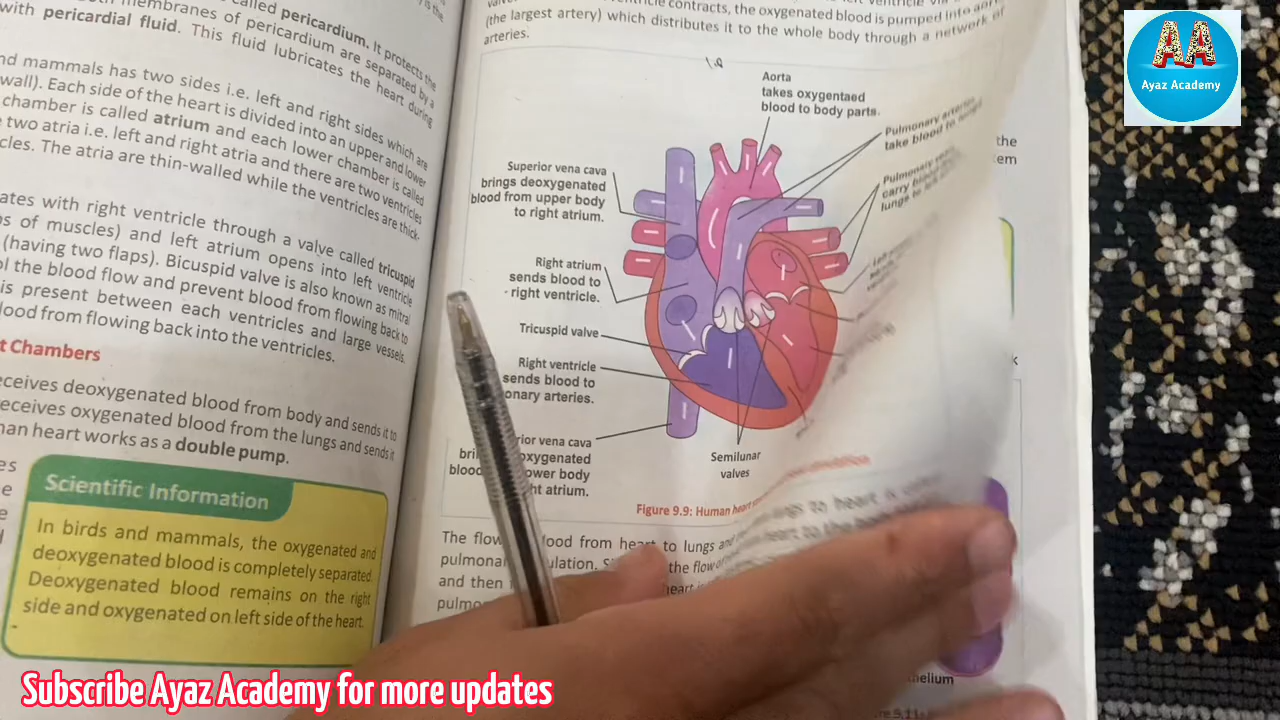 called pericardium. It protects the
membranes of pericardium are separated by a
with pericardial fluid. This fluid lubricates the heart during
nd mammals has two sides i.e. left and right sides which are
wall). Each side of the heart is divided into an upper and lower
chamber is called atrium and each lower chamber is called
two atria i.e. left and right atria and there are two ventricles
cles. The atria are thin-walled while the ventricles are thick-
ates with right ventricle through a valve called tricuspid
s of muscles) and left atrium opens into left ventricle
(having two flaps). Bicuspid valve is also known as mitral
ol the blood flow and prevent blood from flowing back to
is present between each ventricles and large vessels.
lood from flowing back into the ventricles.
t Chambers
eceives deoxygenated blood from body and sends it to
eceives oxygenated blood from the lungs and sends it
man heart works as a double pump.
Scientific Information
In birds and mammals, the oxygenated and
deoxygenated blood is completely separated.
Deoxygenated blood remains on the right
side and oxygenated on left side of the heart.
ventricle contracts, the oxygenated blood is pumped into
(the largest artery) which distributes it to the whole body through a network of
arteries.
Aorta
takes oxygentaed
blood to body parts.
Pulmonary
take blood to
Superior vena cava
brings deoxygenated
blood from upper body
to right atrium.
Pulmonary
carry
lungs to
Right atrium
sends blood to
right ventricle.
Tricuspid valve
Right ventricle
sends blood to
onary arteries.
rior vena cava
bri oxygenated
blood ower body
ht atrium.
Semilunar
valves
Figure 9.9: Human heart
The flow lood from heart to lungs and
pulmona ulation. the flow
and then heart
pulmo
the
helium
AA
Ayaz Academy
Subscribe Ayaz Academy for more updates